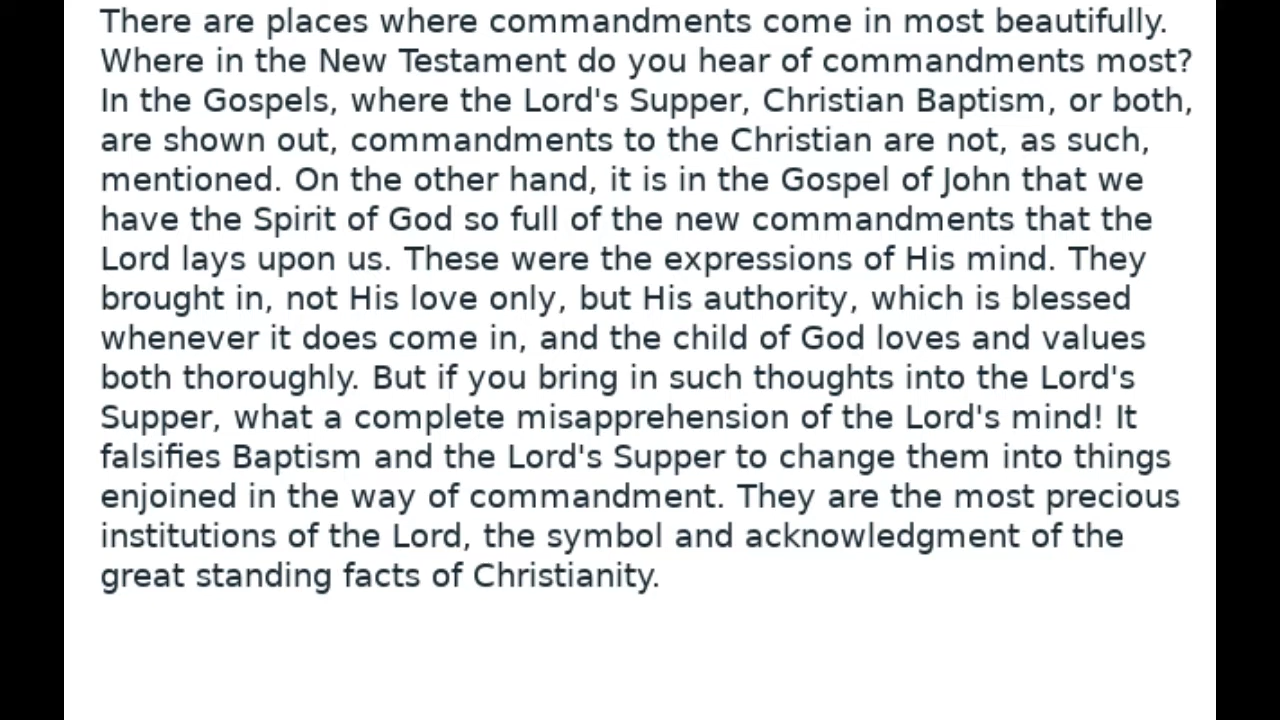 There are places where commandments come in most beautifully.
Where in the New Testament do you hear of commandments most?
In the Gospels, where the Lord's Supper, Christian Baptism, or both,
are shown out, commandments to the Christian are not, as such,
mentioned. On the other hand, it is in the Gospel of John that we
have the Spirit of God so full of the new commandments that the
Lord lays upon us. These were the expressions of His mind. They
brought in, not His love only, but His authority, which is blessed
whenever it does come in, and the child of God loves and values
both thoroughly. But if you bring in such thoughts into the Lord's
Supper, what a complete misapprehension of the Lord's mind! It
falsifies Baptism and the Lord's Supper to change them into things
enjoined in the way of commandment. They are the most precious
institutions of the Lord, the symbol and acknowledgment of the
great standing facts of Christianity.